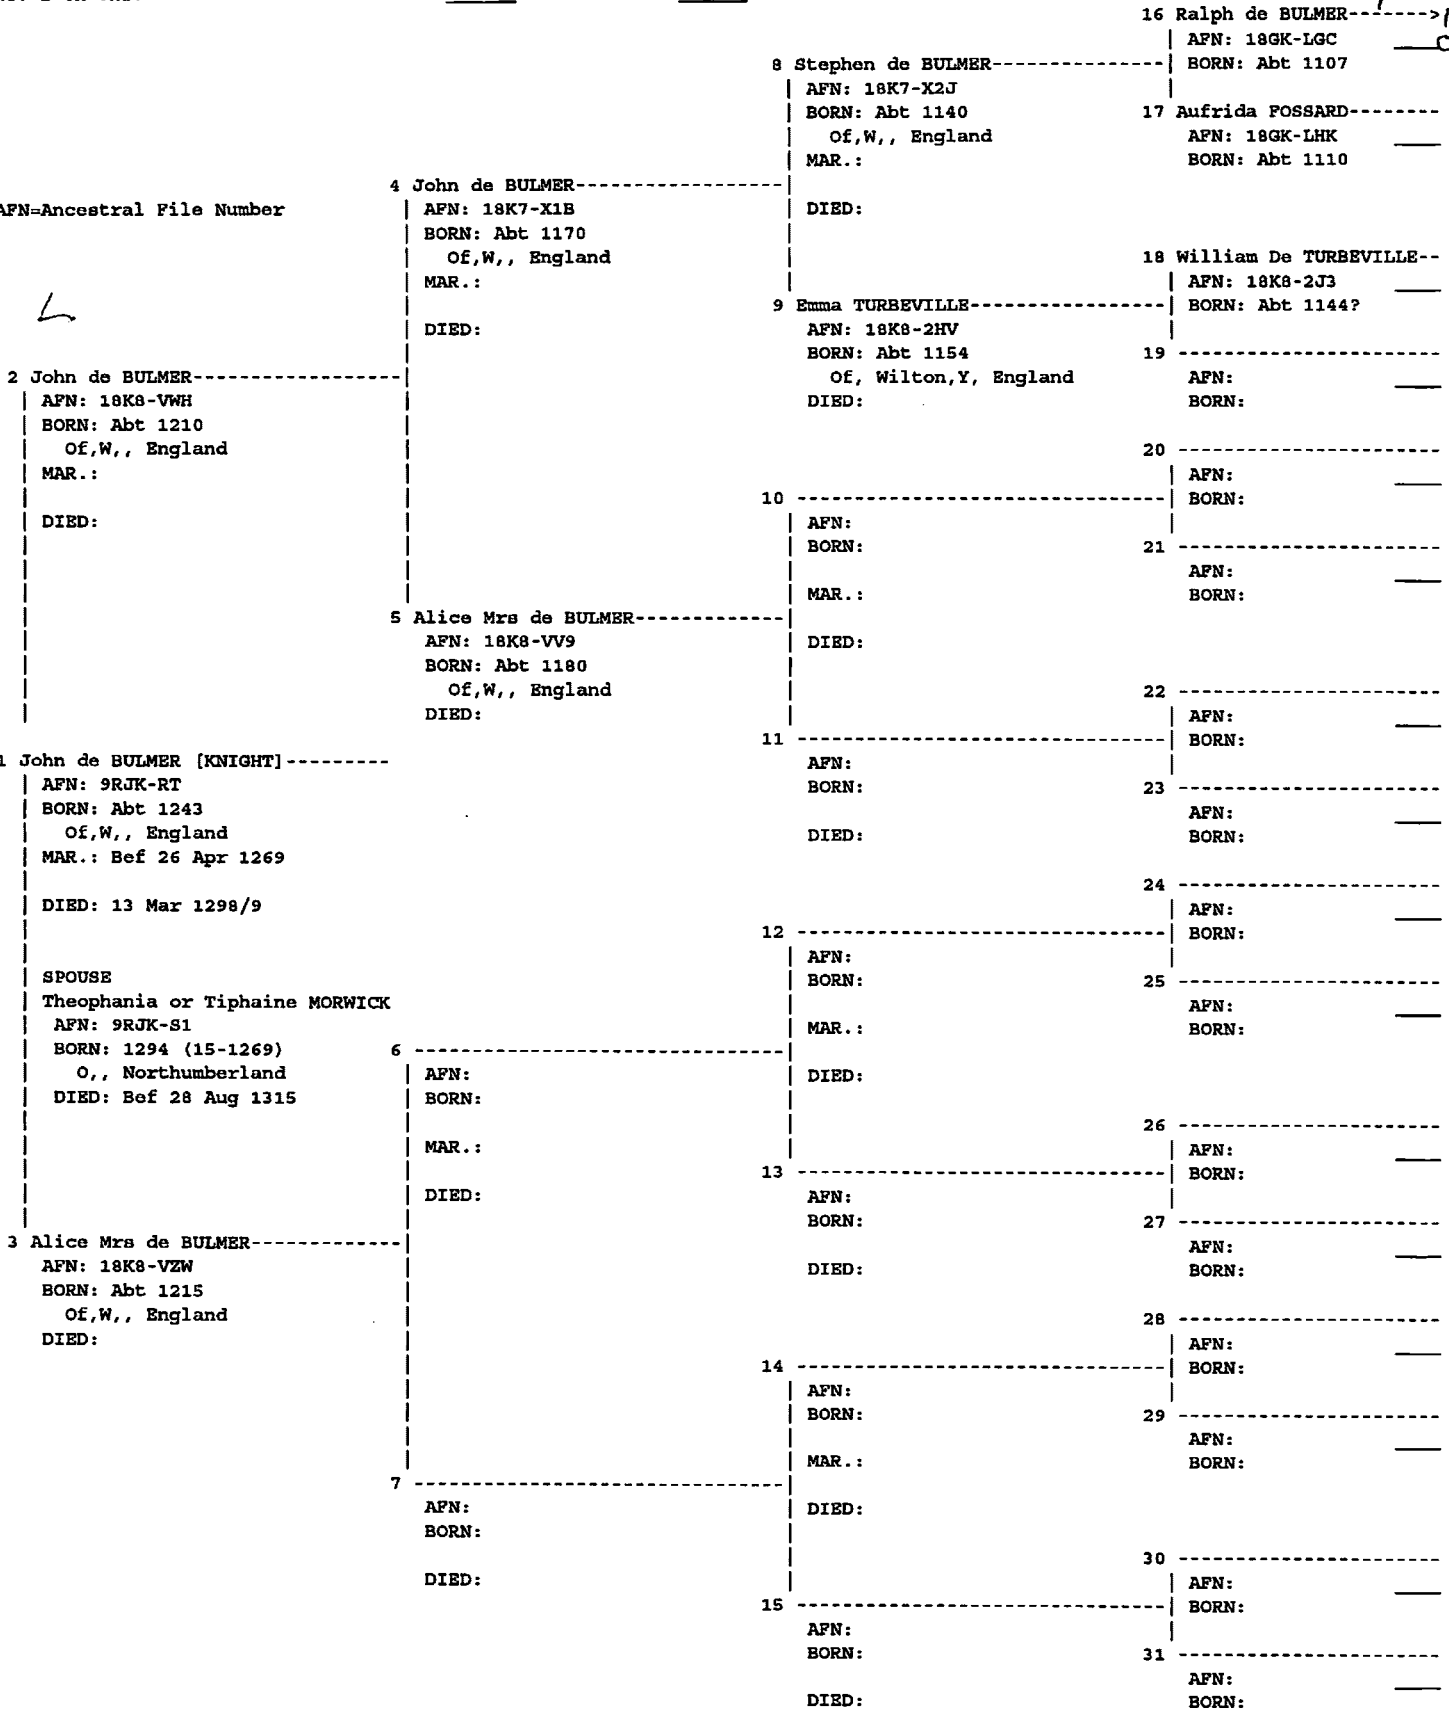 16 Ralph de BULMER------->
AFN: 18GK-LGC
BORN: Abt 1107
8 Stephen de BULMER---------------
AFN: 18K7-X2J
BORN: Abt 1140
Of,W,, England
MAR.:
DIED:
17 Aufrida FOSSARD--------
AFN: 18GK-LHK
BORN: Abt 1110
4 John de BULMER------------------
AFN: 18K7-X1B
BORN: Abt 1170
Of,W,, England
MAR.:
DIED:
AFN=Ancestral File Number
18 William De TURBEVILLE--
AFN: 18K8-2J3
BORN: Abt 1144?
9 Emma TURBEVILLE-----------------
AFN: 18K8-2HV
BORN: Abt 1154
Of, Wilton,Y, England
DIED:
19 -----------------------
AFN:
BORN:
2 John de BULMER------------------
AFN: 18K8-VWH
BORN: Abt 1210
Of,W,, England
MAR.:
DIED:
20 -----------------------
AFN:
BORN:
10 --------------------------------
AFN:
BORN:
MAR.:
DIED:
21 -----------------------
AFN:
BORN:
5 Alice Mrs de BULMER-------------
AFN: 18K8-VV9
BORN: Abt 1180
Of,W,, England
DIED:
22 -----------------------
AFN:
BORN:
11 --------------------------------
AFN:
BORN:
DIED:
23 -----------------------
AFN:
BORN:
1 John de BULMER [KNIGHT]---------
AFN: 9RJK-RT
BORN: Abt 1243
Of,W,, England
MAR.: Bef 26 Apr 1269
DIED: 13 Mar 1298/9
SPOUSE
Theophania or Tiphaine MORWICK
AFN: 9RJK-S1
BORN: 1294 (15-1269)
O,, Northumberland
DIED: Bef 28 Aug 1315
24 -----------------------
AFN:
BORN:
12 --------------------------------
AFN:
BORN:
MAR.:
DIED:
25 -----------------------
AFN:
BORN:
6 --------------------------------
AFN:
BORN:
MAR.:
DIED:
26 -----------------------
AFN:
BORN:
13 --------------------------------
AFN:
BORN:
DIED:
27 -----------------------
AFN:
BORN:
3 Alice Mrs de BULMER-------------
AFN: 18K8-VZW
BORN: Abt 1215
Of,W,, England
DIED:
28 -----------------------
AFN:
BORN:
14 --------------------------------
AFN:
BORN:
MAR.:
DIED:
29 -----------------------
AFN:
BORN:
7 --------------------------------
AFN:
BORN:
DIED:
30 -----------------------
AFN:
BORN:
15 --------------------------------
AFN:
BORN:
DIED:
31 -----------------------
AFN:
BORN: